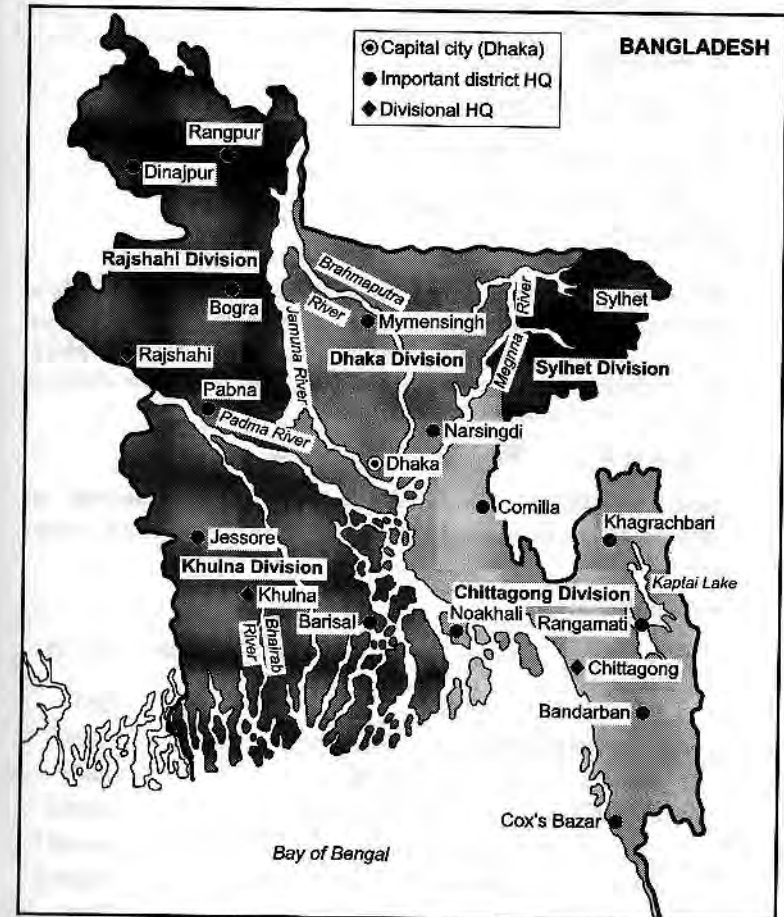 BANGLADESH
Capital city (Dhaka)
Important district HQ
Divisional HQ
Rangpur
Dinajpur
Rajshahi Division
Bogra
Rajshahi
Pabna
Padma River
Jamuna River
Brahmaputra
River
Mymensingh
Dhaka Division
Megnna
River
Sylhet
Sylhet Division
Narsingdi
Dhaka
Comilla
Khagrachbari
Jessore
Khulna Division
Khulna
Bhairab
River
Barisal
Chittagong Division
Noakhali
Kaptai Lake
Rangamati
Chittagong
Bandarban
Cox's Bazar
Bay of Bengal